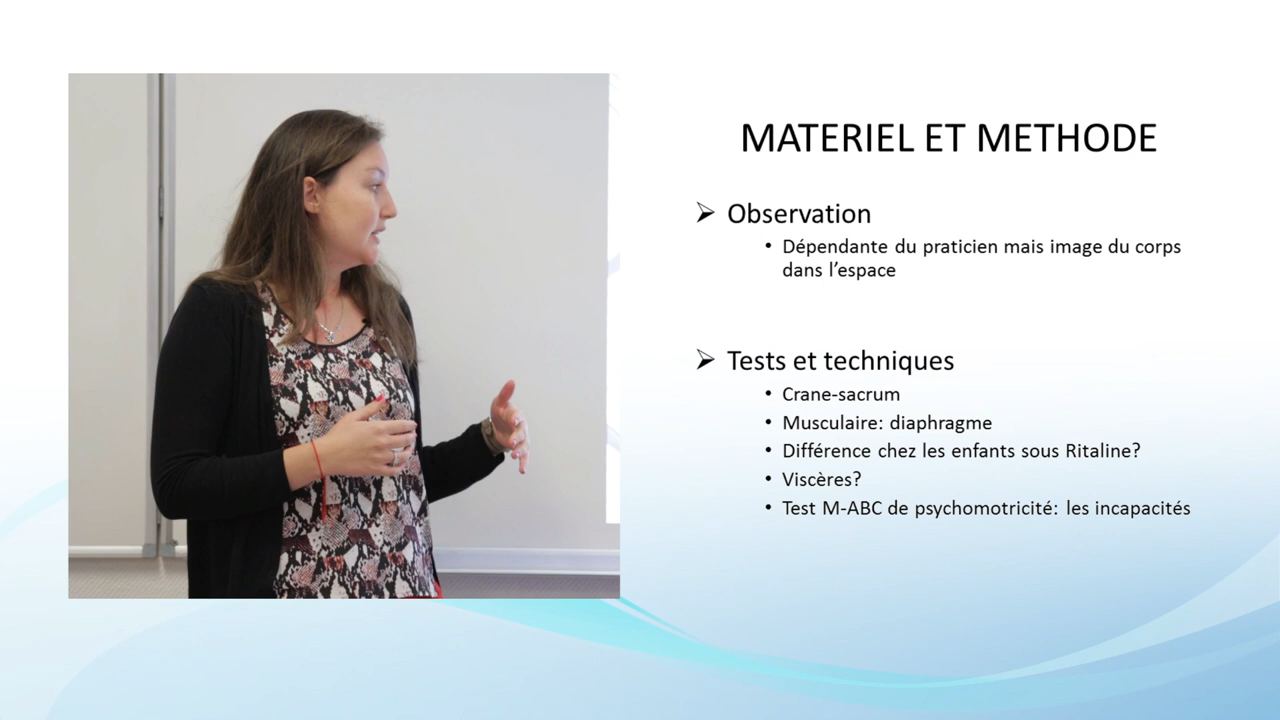 MATERIEL ET METHODE
➢ Observation
• Dépendante du praticien mais image du corps
dans l’espace
➢ Tests et techniques
• Crane-sacrum
• Musculaire: diaphragme
• Différence chez les enfants sous Ritaline?
• Viscères?
• Test M-ABC de psychomotricité: les incapacités